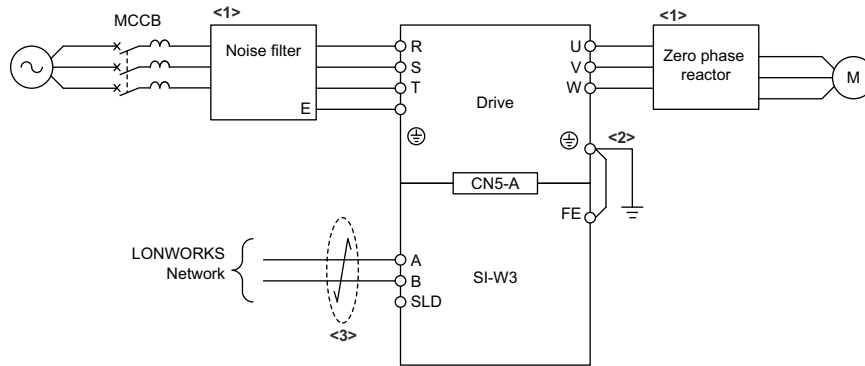 <1>
MCCB
Noise filter
E
R
S
T
Drive
U
V
W
<1>
Zero phase
reactor
M
<2>
CN5-A
FE
LONWORKS
Network
A
B
SLD
SI-W3
<3>